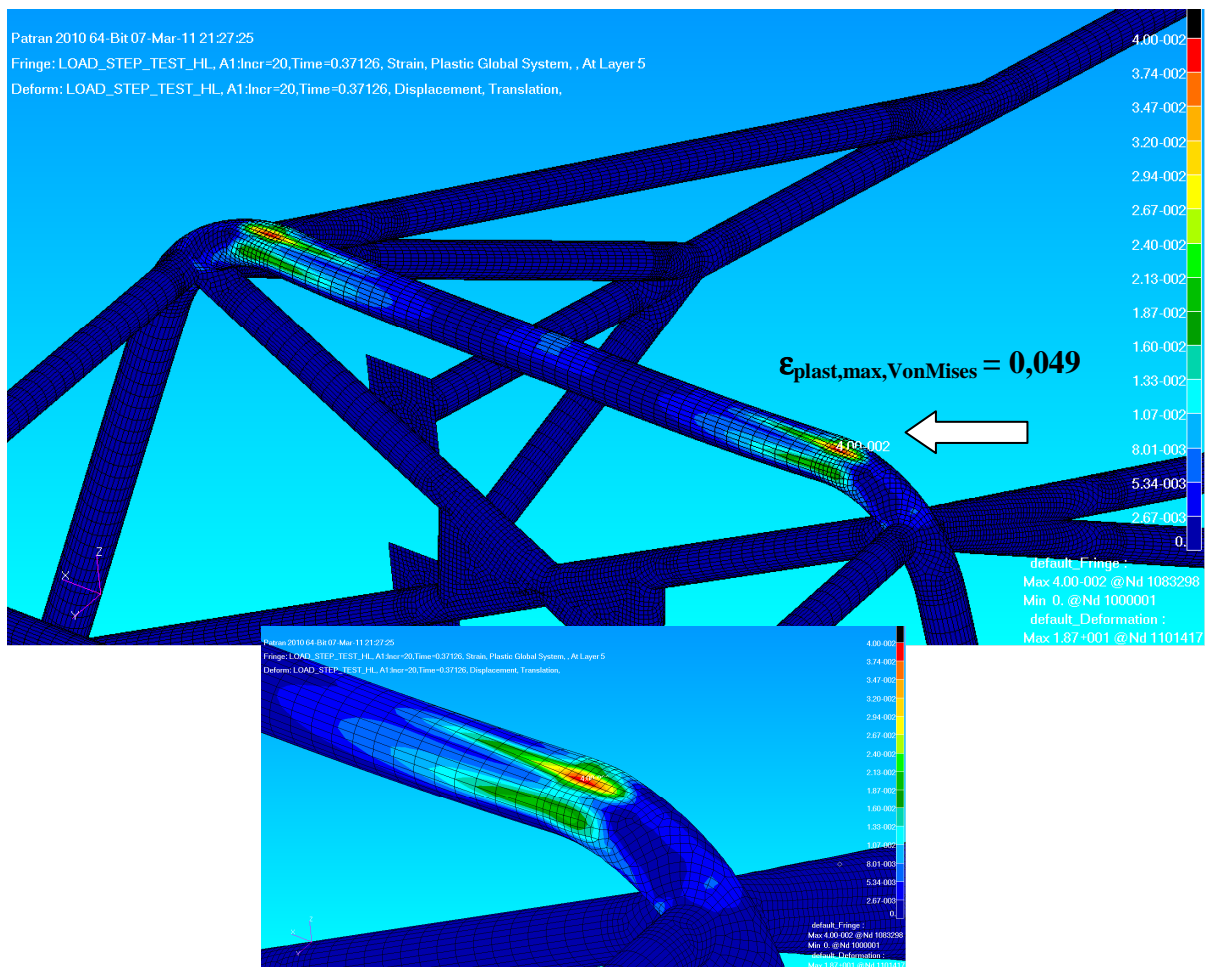 Patran 2010 64-Bit 07-Mar-11 21:27:25
Fringe: LOAD_STEP_TEST_HL, A1:Incr=20,Time=0.37126, Strain, Plastic Global System, , At Layer 5
Deform: LOAD_STEP_TEST_HL, A1:Incr=20,Time=0.37126, Displacement, Translation,
4.00-002
3.74-002
3.47-002
3.20-002
2.94-002
2.67-002
2.40-002
2.13-002
1.87-002
1.60-002
1.33-002
1.07-002
8.01-003
5.34-003
2.67-003
0.
εplast,max,VonMises = 0,049
4.00-002
Z
X
Y
default_Fringe :
Max 4.00-002 @Nd 1083298
Min 0. @Nd 1000001
default_Deformation :
Max 1.87+001 @Nd 1101417
Patran 2010 64-Bit 07-Mar-11 21:27:25
Fringe: LOAD_STEP_TEST_HL, A1:Incr=20,Time=0.37126, Strain, Plastic Global System, , At Layer 5
Deform: LOAD_STEP_TEST_HL, A1:Incr=20,Time=0.37126, Displacement, Translation,
4.00-002
3.74-002
3.47-002
3.20-002
2.94-002
2.67-002
2.40-002
2.13-002
1.87-002
1.60-002
1.33-002
1.07-002
8.01-003
5.34-003
2.67-003
0.
Z
X
Y
default_Fringe :
Max 4.00-002 @Nd 1083298
Min 0. @Nd 1000001
default_Deformation :
Max 1.87+001 @Nd 1101417